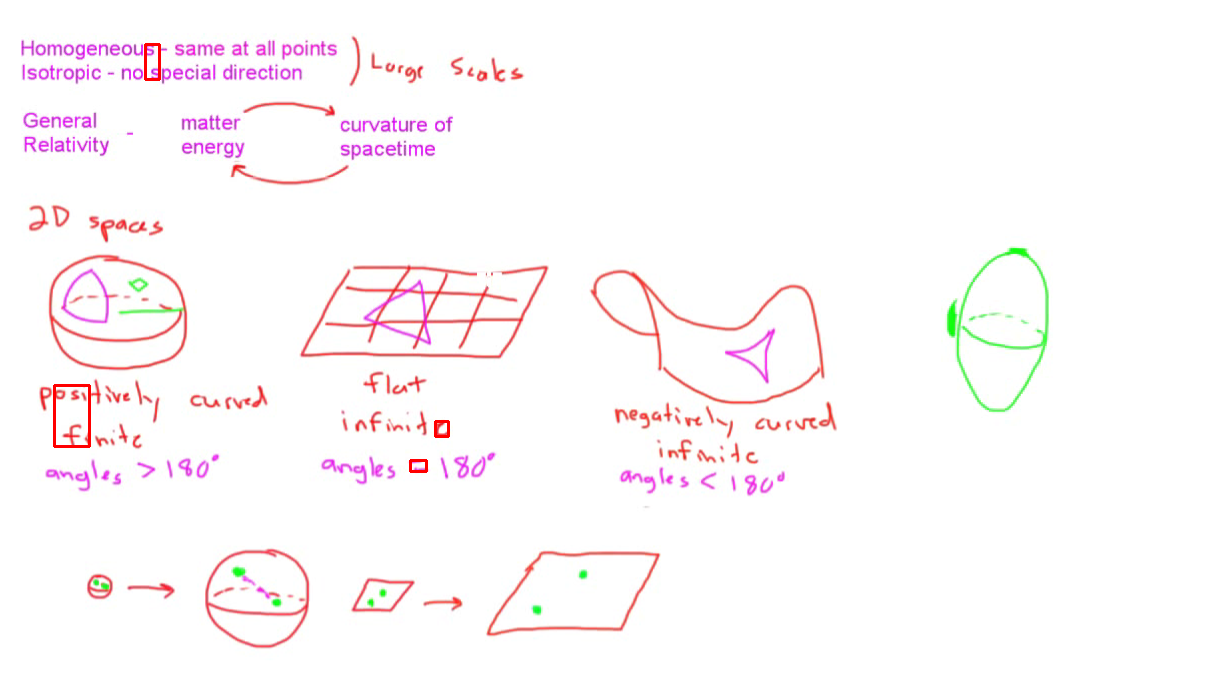 Homogeneous - same at all points
Isotropic - no special direction
Large Scales
General Relativity - matter energy curvature of spacetime
2D spaces
positively curved
finite
angles > 180°
flat
infinite
angles = 180°
negatively curved
infinite
angles < 180°